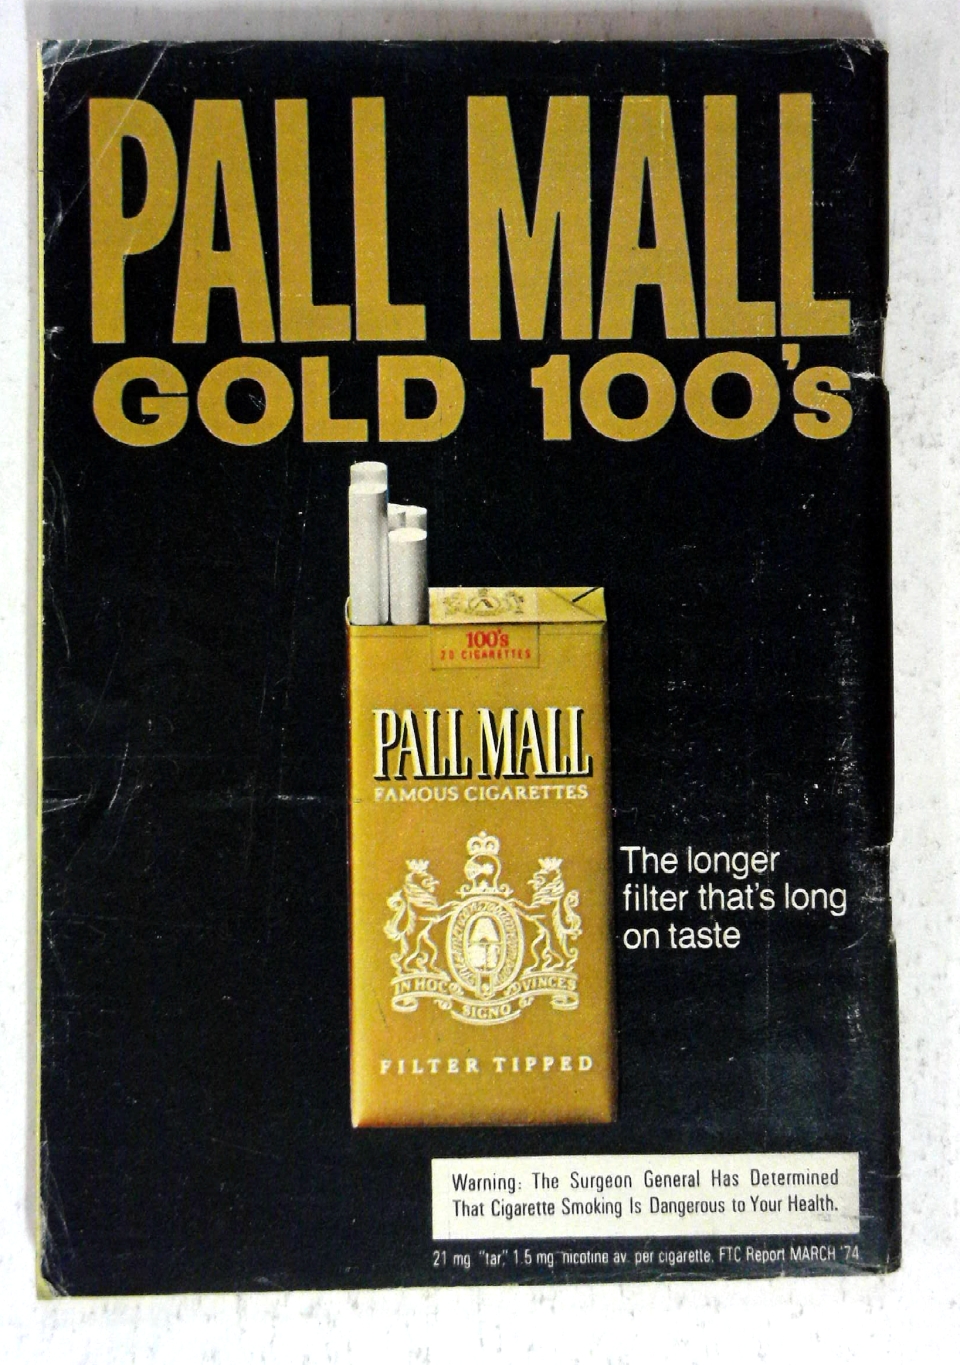 PALL MALL
GOLD 100's
100's
20 CIGARETTES
PALL MALL
FAMOUS CIGARETTES
IN HOC SIGNO VINCES
FILTER TIPPED
The longer
filter that's long
on taste
Warning: The Surgeon General Has Determined
That Cigarette Smoking Is Dangerous to Your Health.
21 mg. "tar," 1.5 mg. nicotine av. per cigarette, FTC Report MARCH '74